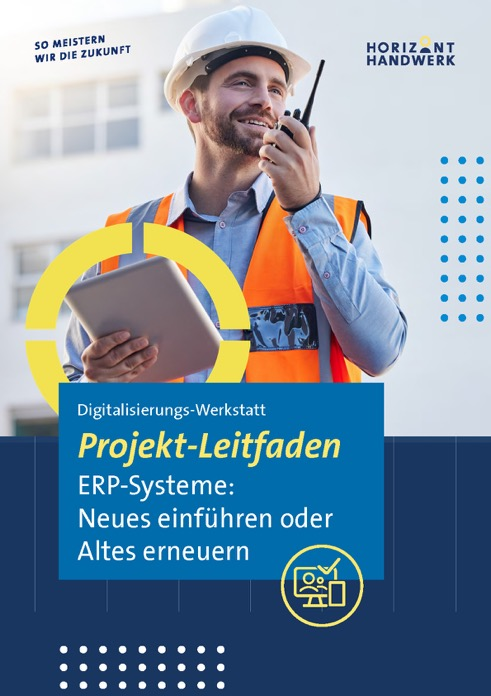 SO MEISTERN
WIR DIE ZUKUNFT
HORIZONT
HANDWERK
Digitalisierungs-Werkstatt
Projekt-Leitfaden
ERP-Systeme:
Neues einführen oder
Altes erneuern